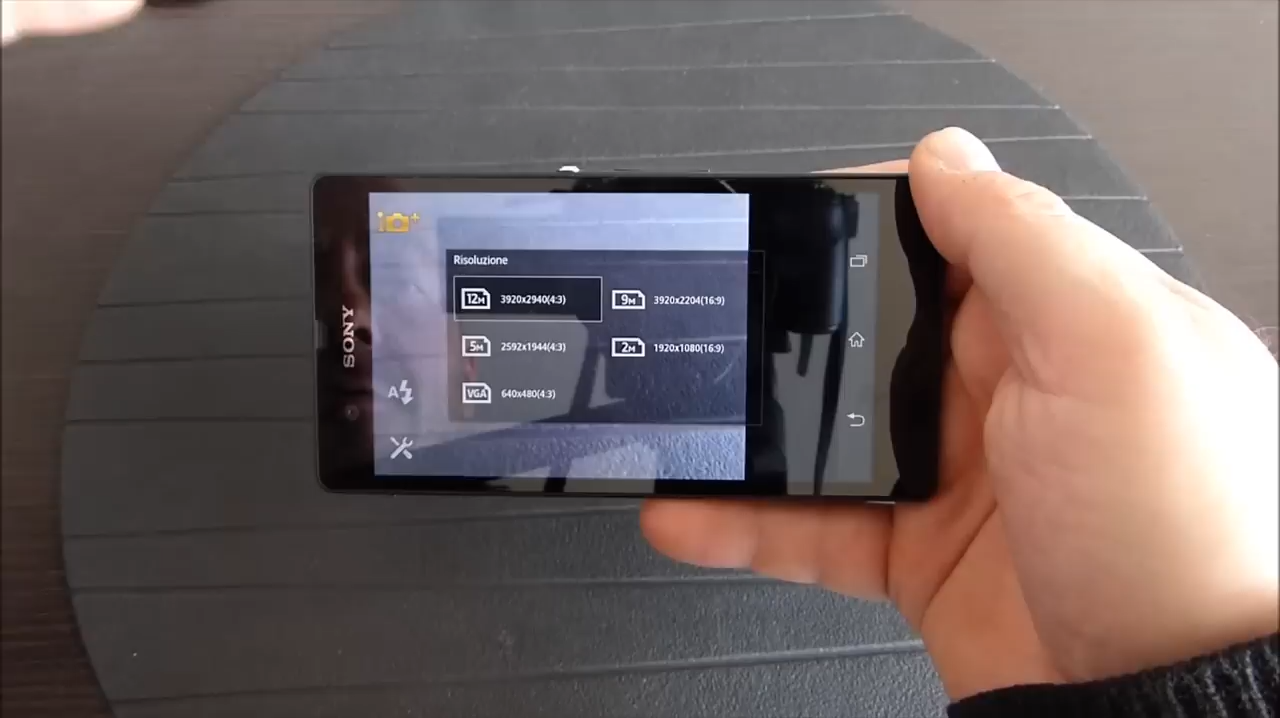 SONY
Risoluzione
12M 3920x2940(4:3)
9M 3920x2204(16:9)
5M 2592x1944(4:3)
2M 1920x1080(16:9)
VGA 640x480(4:3)
A